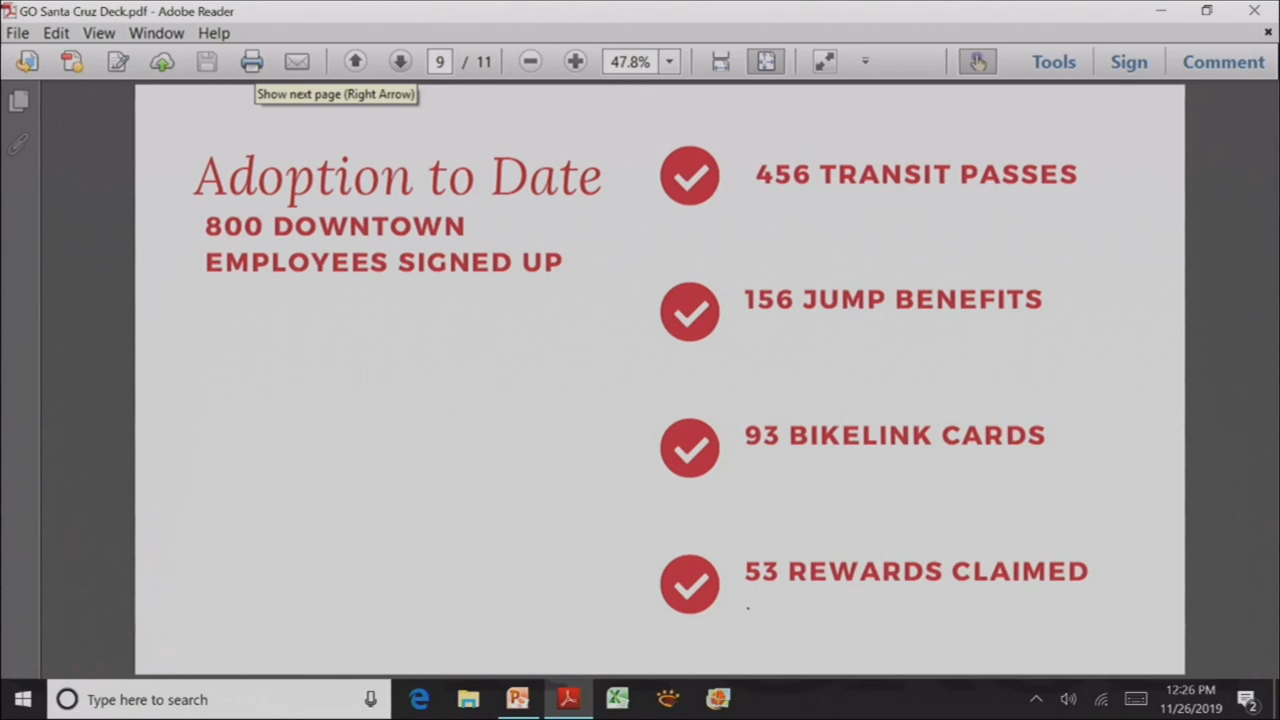 GO Santa Cruz Deck.pdf - Adobe Reader
File Edit View Window Help
9 / 11 47.8% Tools Sign Comment
Show next page (Right Arrow)
Adoption to Date
800 DOWNTOWN
EMPLOYEES SIGNED UP
456 TRANSIT PASSES
156 JUMP BENEFITS
93 BIKELINK CARDS
53 REWARDS CLAIMED
.
Type here to search
12:26 PM
11/26/2019
2